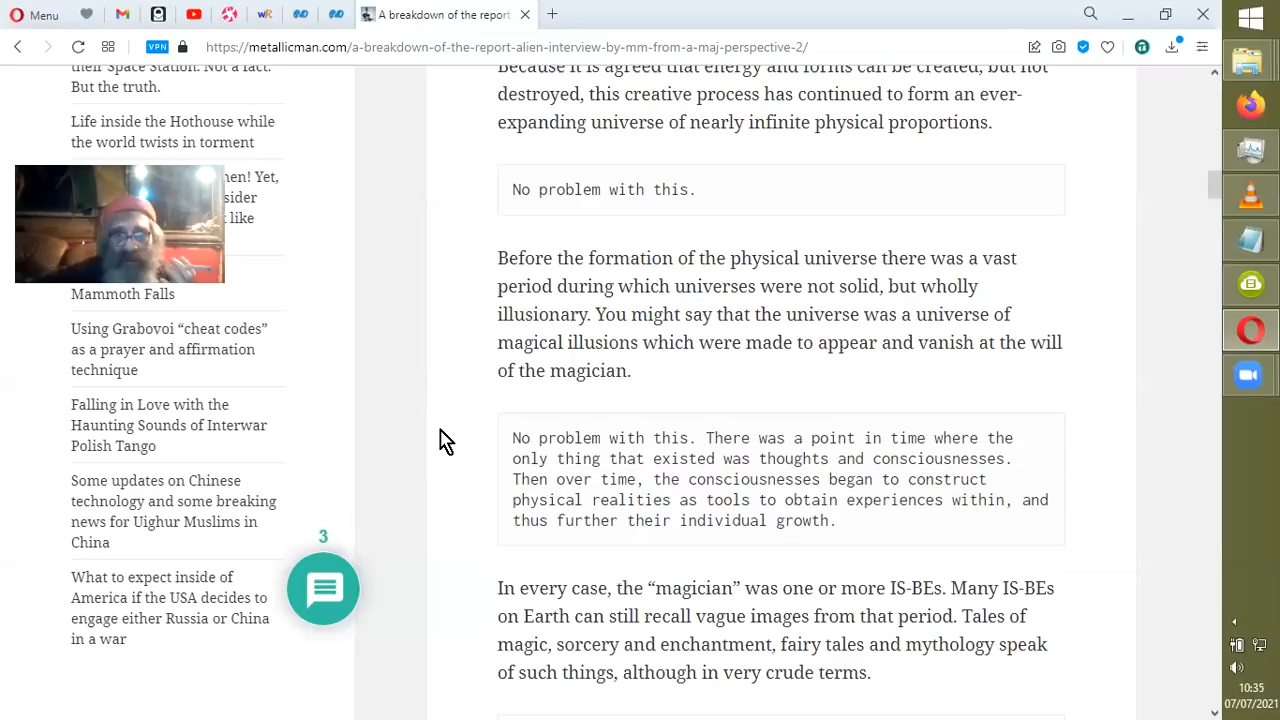 Menu
A breakdown of the report
VPN
https://metallicman.com/a-breakdown-of-the-report-alien-interview-by-mm-from-a-maj-perspective-2/
their Space Station. Not a fact.
But the truth.
Life inside the Hothouse while
the world twists in torment
men! Yet,
sider
like
Mammoth Falls
Using Grabovoi “cheat codes”
as a prayer and affirmation
technique
Falling in Love with the
Haunting Sounds of Interwar
Polish Tango
Some updates on Chinese
technology and some breaking
news for Uighur Muslims in
China
What to expect inside of
America if the USA decides to
engage either Russia or China
in a war
3
Because it is agreed that energy and forms can be created, but not
destroyed, this creative process has continued to form an ever-
expanding universe of nearly infinite physical proportions.
No problem with this.
Before the formation of the physical universe there was a vast
period during which universes were not solid, but wholly
illusionary. You might say that the universe was a universe of
magical illusions which were made to appear and vanish at the will
of the magician.
No problem with this. There was a point in time where the
only thing that existed was thoughts and consciousnesses.
Then over time, the consciousnesses began to construct
physical realities as tools to obtain experiences within, and
thus further their individual growth.
In every case, the “magician” was one or more IS-BEs. Many IS-BEs
on Earth can still recall vague images from that period. Tales of
magic, sorcery and enchantment, fairy tales and mythology speak
of such things, although in very crude terms.
10:35
07/07/2021